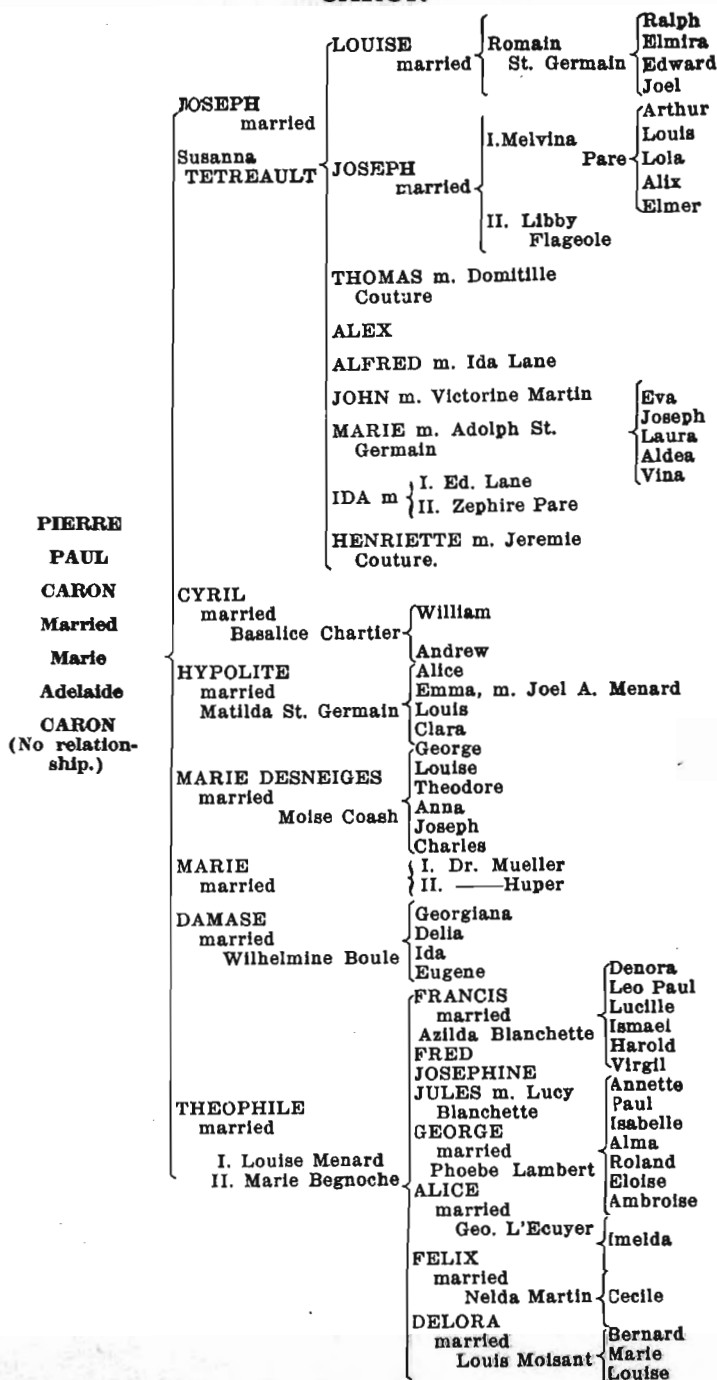 PIERRE
PAUL
CARON
Married
Marie
Adelaide
CARON
(No relation-
ship.)
JOSEPH
married
Susanna
TETREAULT
LOUISE
married
Romain
St. Germain
Ralph
Elmira
Edward
Joel
JOSEPH
married
I. Melvina
Pare
Arthur
Louis
Lola
Alix
Elmer
II. Libby
Flageole
THOMAS m. Domitille
Couture
ALEX
ALFRED m. Ida Lane
JOHN m. Victorine Martin
MARIE m. Adolph St.
Germain
Eva
Joseph
Laura
Aldea
Vina
IDA m
I. Ed. Lane
II. Zephire Pare
HENRIETTE m. Jeremie
Couture.
CYRIL
married
Basalice Chartier
William
Andrew
HYPOLITE
married
Matilda St. Germain
Alice
Emma, m. Joel A. Menard
Louis
Clara
MARIE DESNEIGES
married
Moise Coash
George
Louise
Theodore
Anna
Joseph
Charles
MARIE
married
I. Dr. Mueller
II. ——Huper
DAMASE
married
Wilhelmine Boule
Georgiana
Delia
Ida
Eugene
THEOPHILE
married
I. Louise Menard
II. Marie Begnoche
FRANCIS
married
Azilda Blanchette
Denora
Leo Paul
Lucille
Ismael
Harold
Virgil
FRED
JOSEPHINE
JULES m. Lucy
Blanchette
GEORGE
married
Phoebe Lambert
Annette
Paul
Isabelle
Alma
Roland
Eloise
Ambroise
ALICE
married
Geo. L'Ecuyer
Imelda
FELIX
married
Nelda Martin
Cecile
DELORA
married
Louis Moisant
Bernard
Marie
Louise